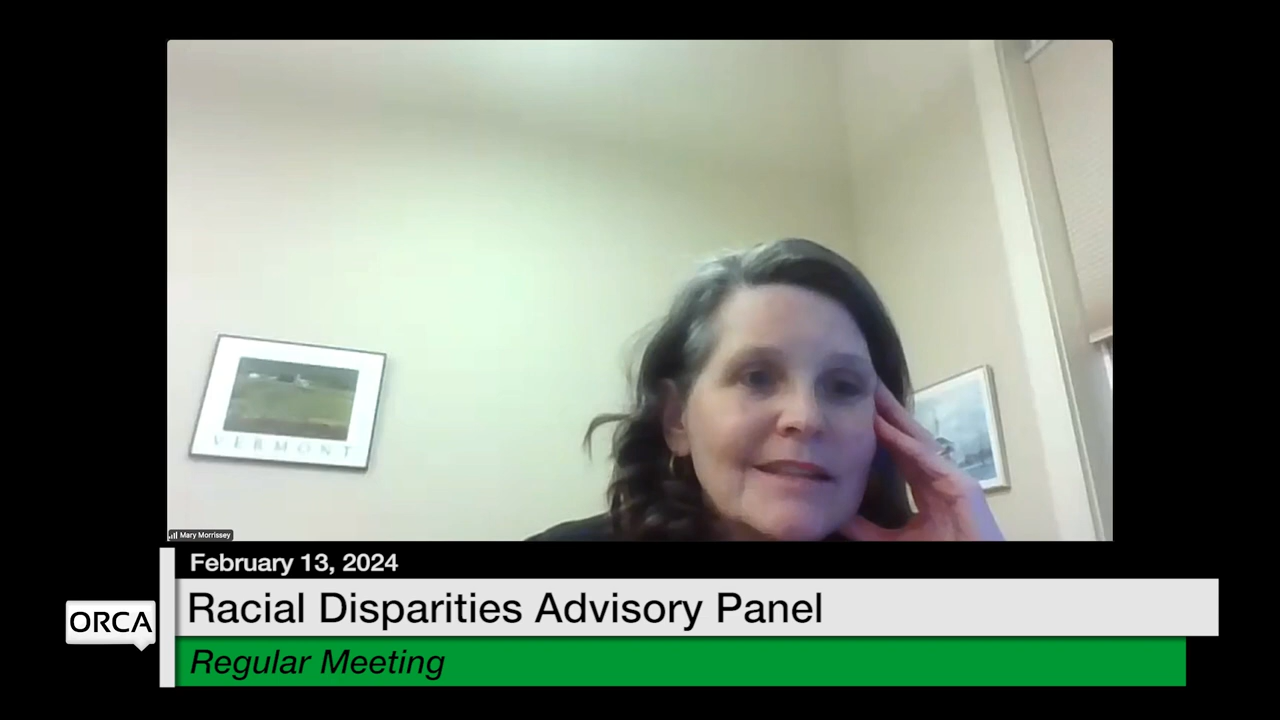 VERMONT
Mary Morrissey
February 13, 2024
ORCA
Racial Disparities Advisory Panel
Regular Meeting